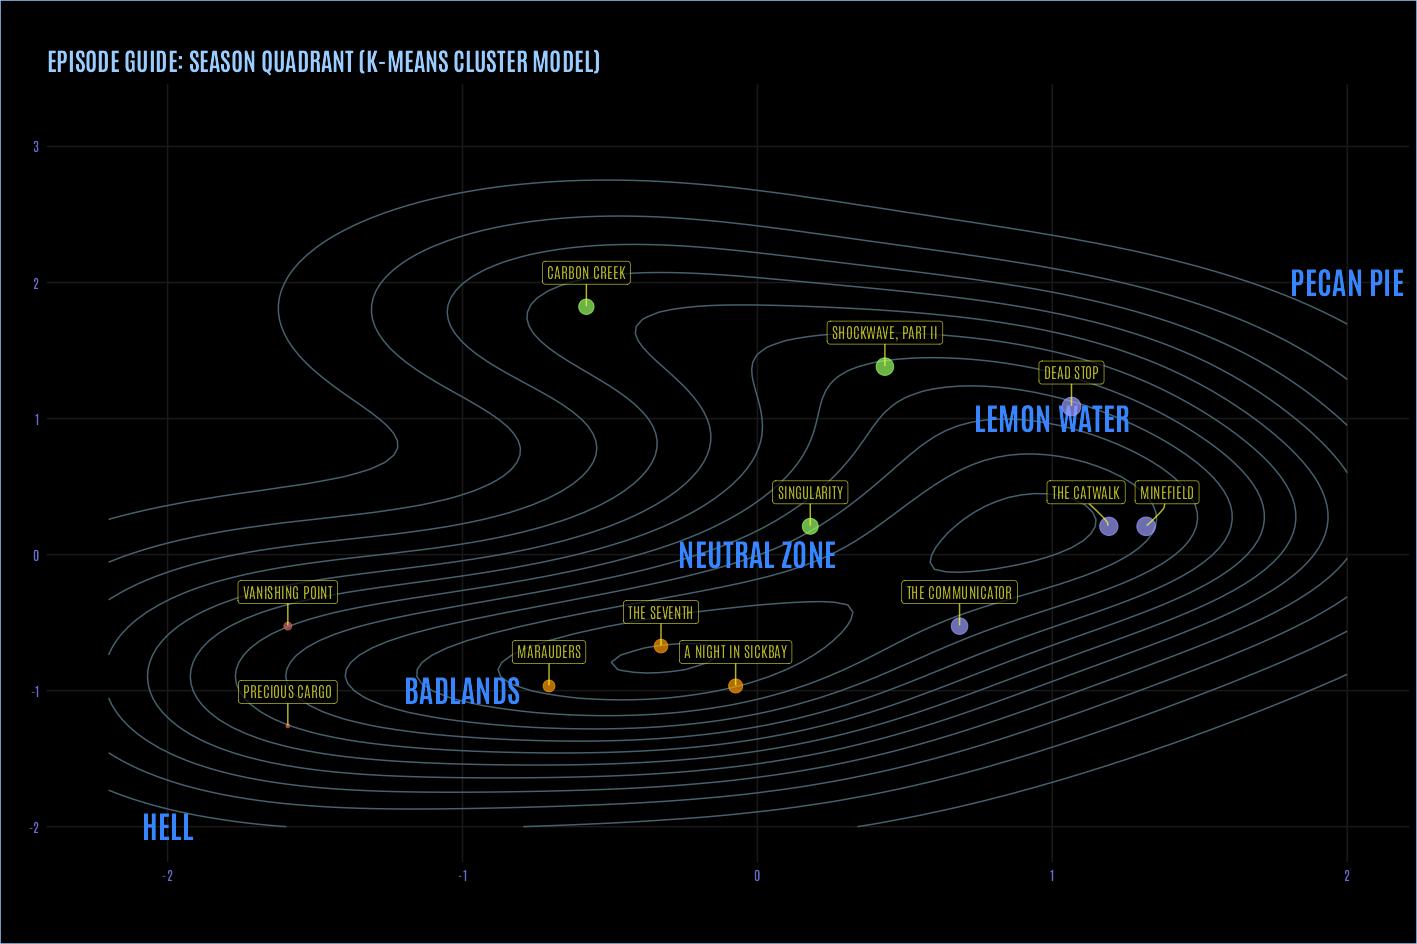 EPISODE GUIDE: SEASON QUADRANT (K-MEANS CLUSTER MODEL)
3
CARBON CREEK
2
PECAN PIE
SHOCKWAVE, PART II
DEAD STOP
1
LEMON WATER
SINGULARITY
THE CATWALK
MINEFIELD
0
NEUTRAL ZONE
VANISHING POINT
THE COMMUNICATOR
THE SEVENTH
MARAUDERS
A NIGHT IN SICKBAY
-1
PRECIOUS CARGO
BADLANDS
HELL
-2
-2
-1
0
1
2